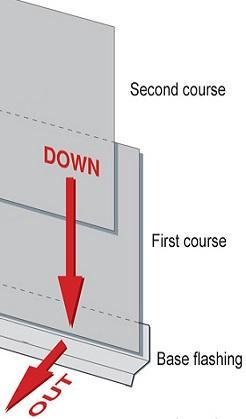 Second course
DOWN
First course
Base flashing
OUT